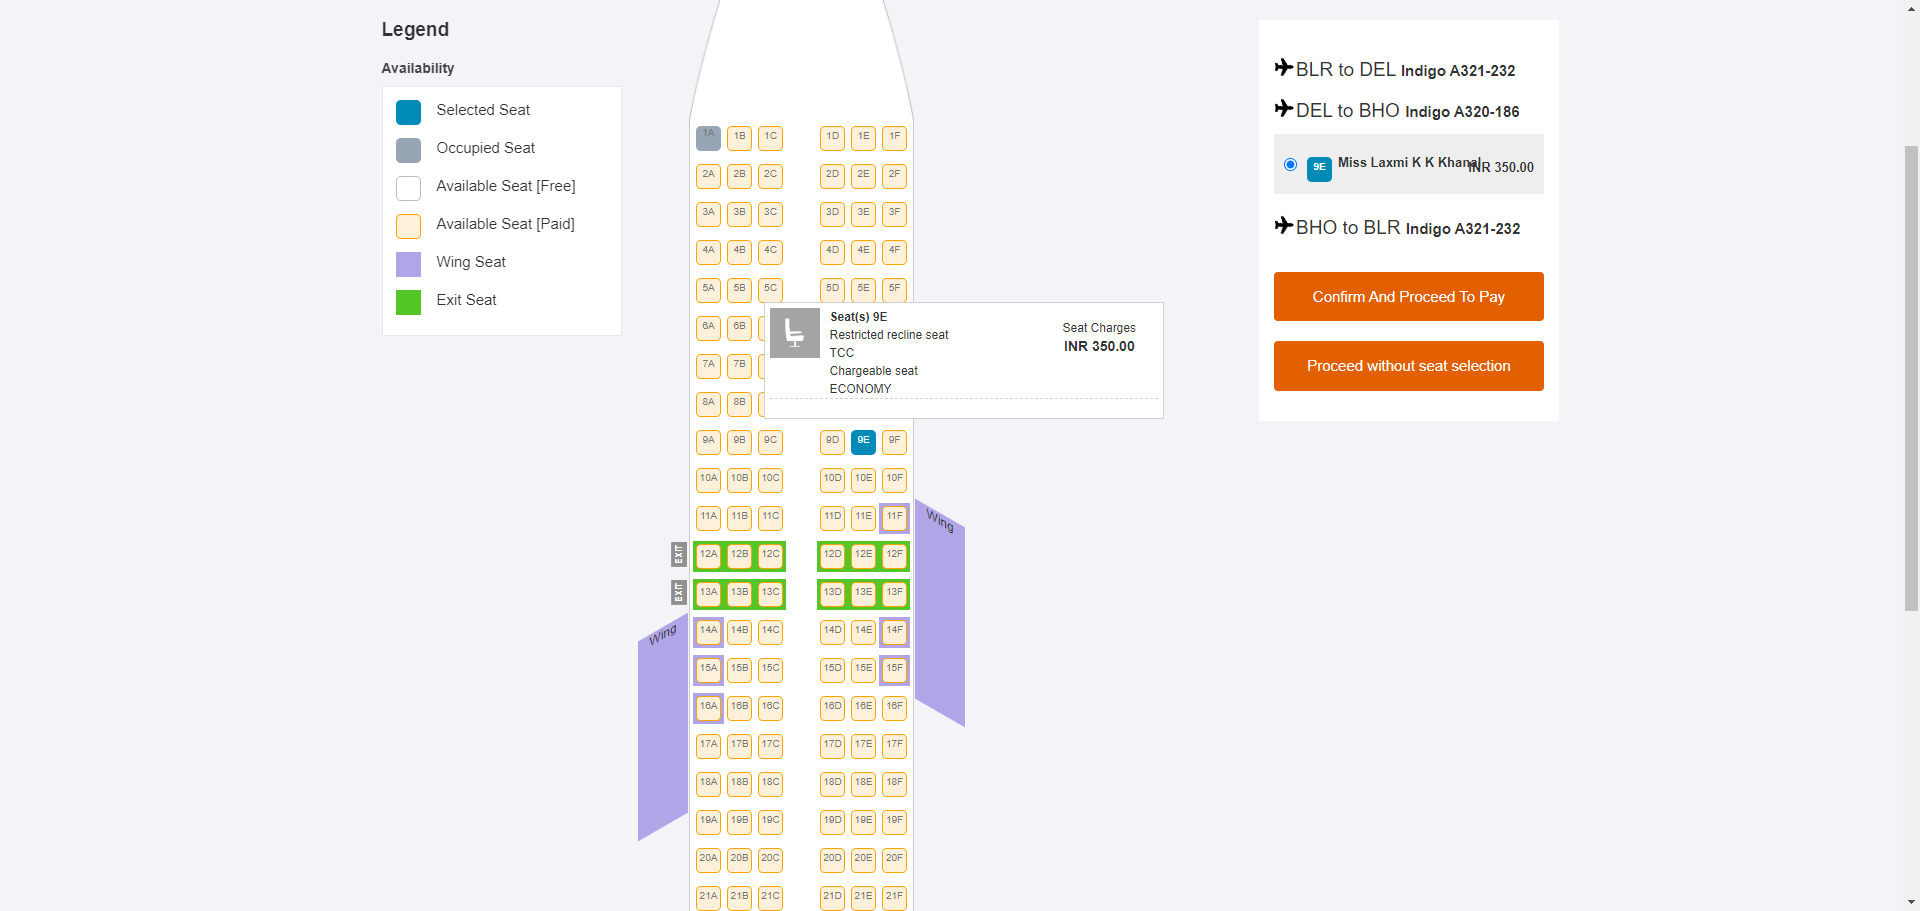 Legend
Availability
Selected Seat
Occupied Seat
Available Seat [Free]
Available Seat [Paid]
Wing Seat
Exit Seat
1A 1B 1C 1D 1E 1F
2A 2B 2C 2D 2E 2F
3A 3B 3C 3D 3E 3F
4A 4B 4C 4D 4E 4F
5A 5B 5C 5D 5E 5F
6A 6B
7A 7B
8A 8B
Seat(s) 9E
Restricted recline seat
TCC
Chargeable seat
ECONOMY
Seat Charges
INR 350.00
9A 9B 9C 9D 9E 9F
10A 10B 10C 10D 10E 10F
11A 11B 11C 11D 11E 11F
Wing
EXIT 12A 12B 12C 12D 12E 12F
EXIT 13A 13B 13C 13D 13E 13F
Wing
14A 14B 14C 14D 14E 14F
15A 15B 15C 15D 15E 15F
16A 16B 16C 16D 16E 16F
17A 17B 17C 17D 17E 17F
18A 18B 18C 18D 18E 18F
19A 19B 19C 19D 19E 19F
20A 20B 20C 20D 20E 20F
21A 21B 21C 21D 21E 21F
BLR to DEL Indigo A321-232
DEL to BHO Indigo A320-186
9E Miss Laxmi K K Khanal INR 350.00
BHO to BLR Indigo A321-232
Confirm And Proceed To Pay
Proceed without seat selection